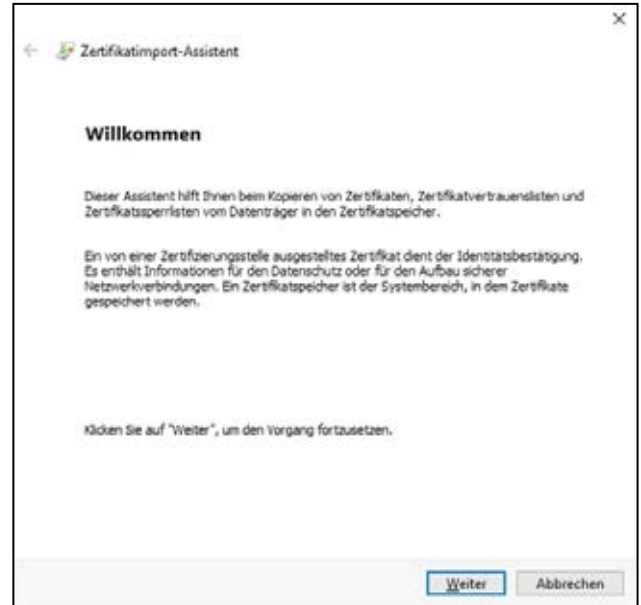 Zertifikatimport-Assistent
Willkommen
Dieser Assistent hilft Ihnen beim Kopieren von Zertifikaten, Zertifikatvertrauenslisten und
Zertifikatssperrlisten vom Datenträger in den Zertifikatspeicher.
Ein von einer Zertifizierungsstelle ausgestelltes Zertifikat dient der Identitätsbestätigung.
Es enthält Informationen für den Datenschutz oder für den Aufbau sicherer
Netzwerkverbindungen. Ein Zertifikatspeicher ist der Systembereich, in dem Zertifikate
gespeichert werden.
Klicken Sie auf "Weiter", um den Vorgang fortzusetzen.
Weiter Abbrechen